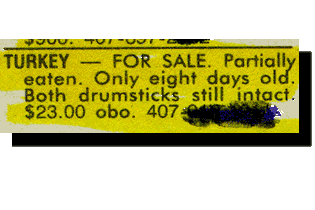 TURKEY — FOR SALE. Partially
eaten. Only eight days old.
Both drumsticks still intact.
$23.00 obo. 407-